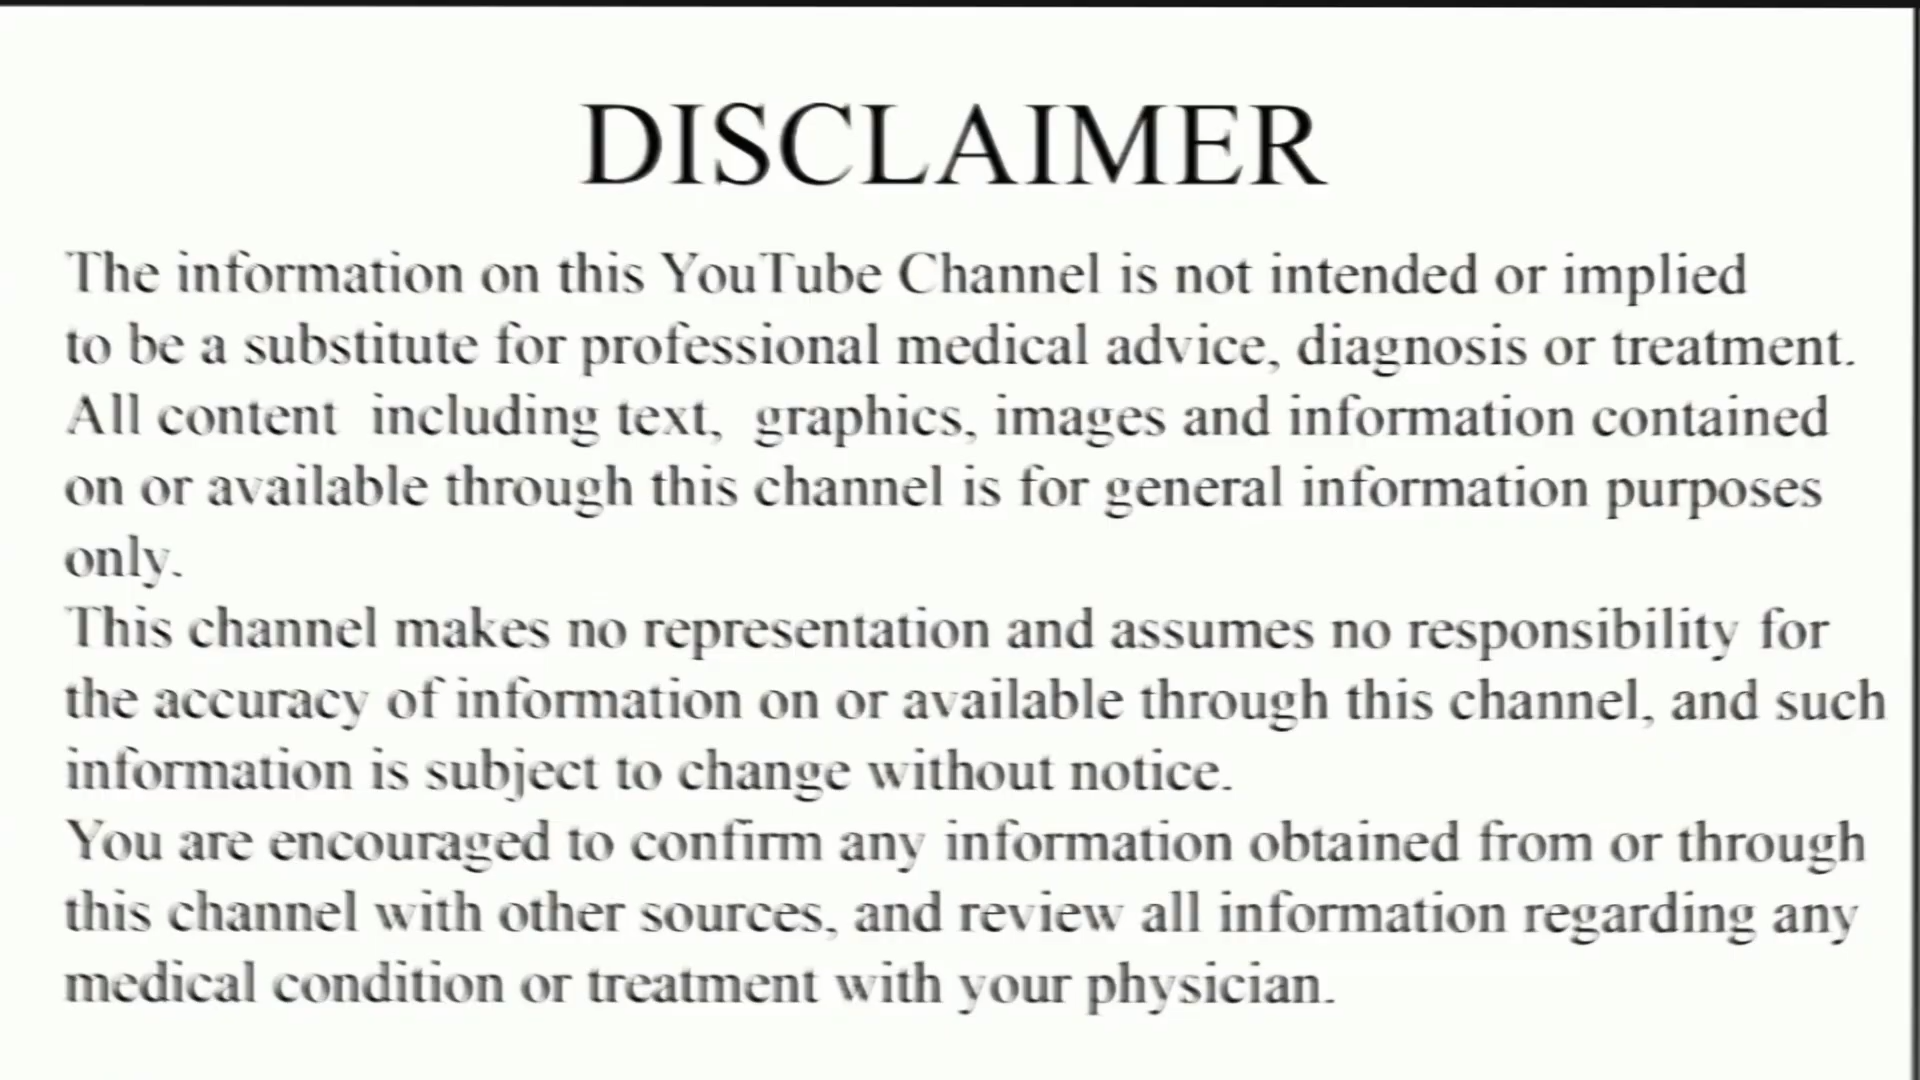 DISCLAIMER
The information on this YouTube Channel is not intended or implied
to be a substitute for professional medical advice, diagnosis or treatment.
All content  including text,  graphics, images and information contained
on or available through this channel is for general information purposes
only.
This channel makes no representation and assumes no responsibility for
the accuracy of information on or available through this channel, and such
information is subject to change without notice.
You are encouraged to confirm any information obtained from or through
this channel with other sources, and review all information regarding any
medical condition or treatment with your physician.